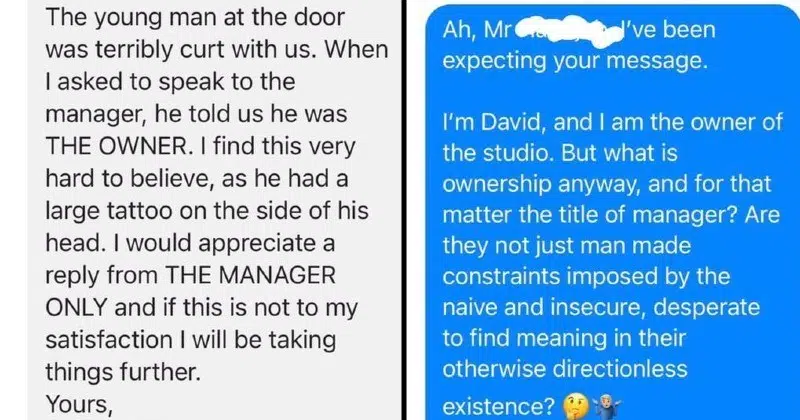 The young man at the door
was terribly curt with us. When
I asked to speak to the
manager, he told us he was
THE OWNER. I find this very
hard to believe, as he had a
large tattoo on the side of his
head. I would appreciate a
reply from THE MANAGER
ONLY and if this is not to my
satisfaction I will be taking
things further.
Yours,
Ah, Mr I've been
expecting your message.
I'm David, and I am the owner of
the studio. But what is
ownership anyway, and for that
matter the title of manager? Are
they not just man made
constraints imposed by the
naive and insecure, desperate
to find meaning in their
otherwise directionless
existence? 🤔🤷‍♂️